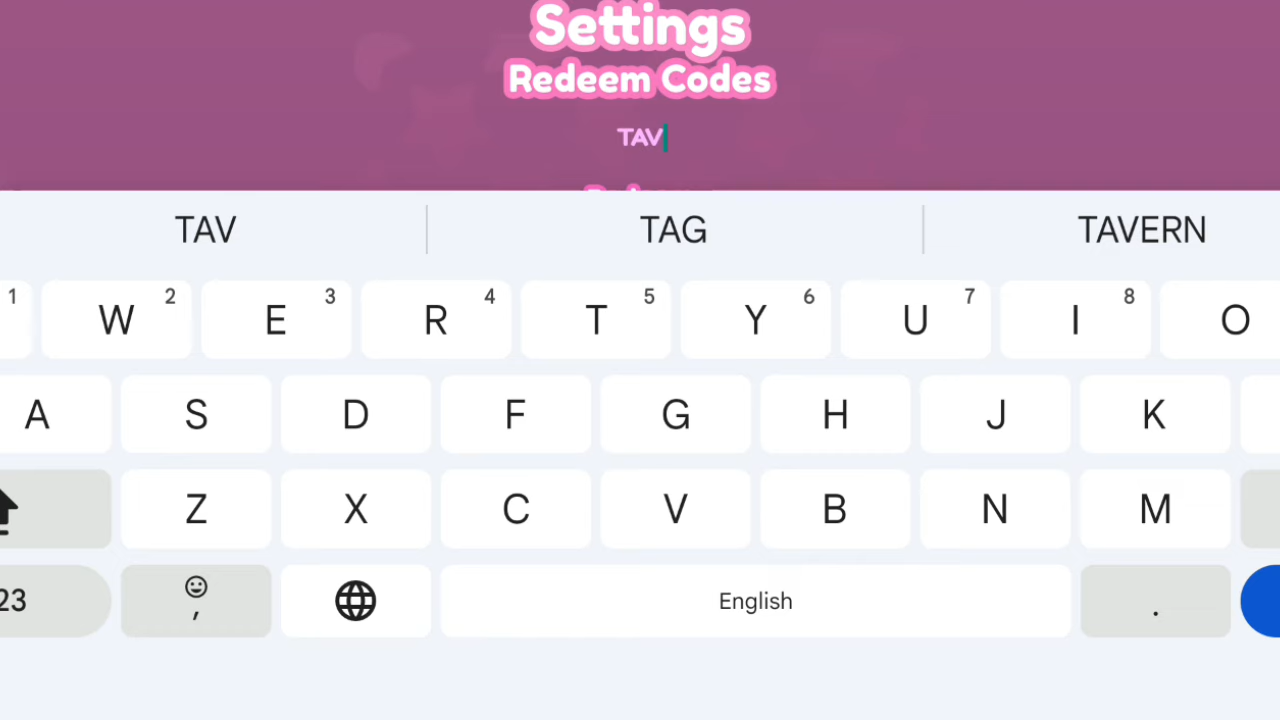 Settings
Redeem Codes
TAV
TAV TAG TAVERN
1 W 2 E 3 R 4 T 5 Y 6 U 7 I 8 O
A S D F G H J K
Z X C V B N M
23 , English .